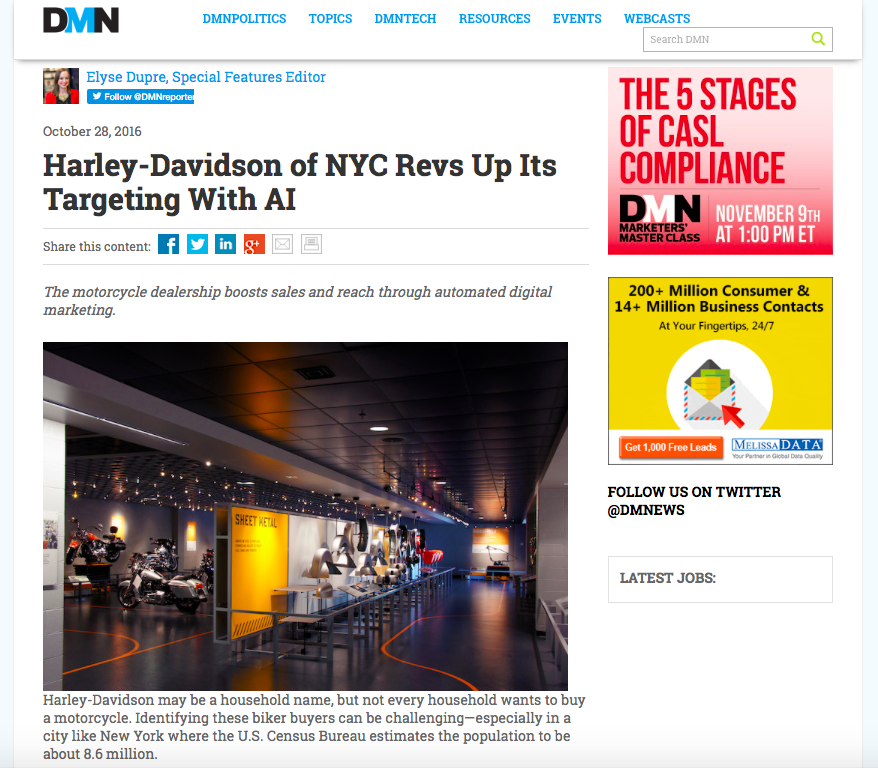 DMN
DMNPOLITICS TOPICS DMNTECH RESOURCES EVENTS WEBCASTS
Search DMN
Elyse Dupre, Special Features Editor
Follow @DMNreporter
October 28, 2016
Harley-Davidson of NYC Revs Up Its
Targeting With AI
Share this content:
The motorcycle dealership boosts sales and reach through automated digital
marketing.
SHEET METAL
Harley-Davidson may be a household name, but not every household wants to buy
a motorcycle. Identifying these biker buyers can be challenging—especially in a
city like New York where the U.S. Census Bureau estimates the population to be
about 8.6 million.
THE 5 STAGES
OF CASL
COMPLIANCE
DMN
MARKETERS'
MASTER CLASS
NOVEMBER 9TH
AT 1:00 PM ET
200+ Million Consumer &
14+ Million Business Contacts
At Your Fingertips, 24/7
Get 1,000 Free Leads
MELISSA DATA
Your Partner in Global Data Quality
FOLLOW US ON TWITTER
@DMNEWS
LATEST JOBS: